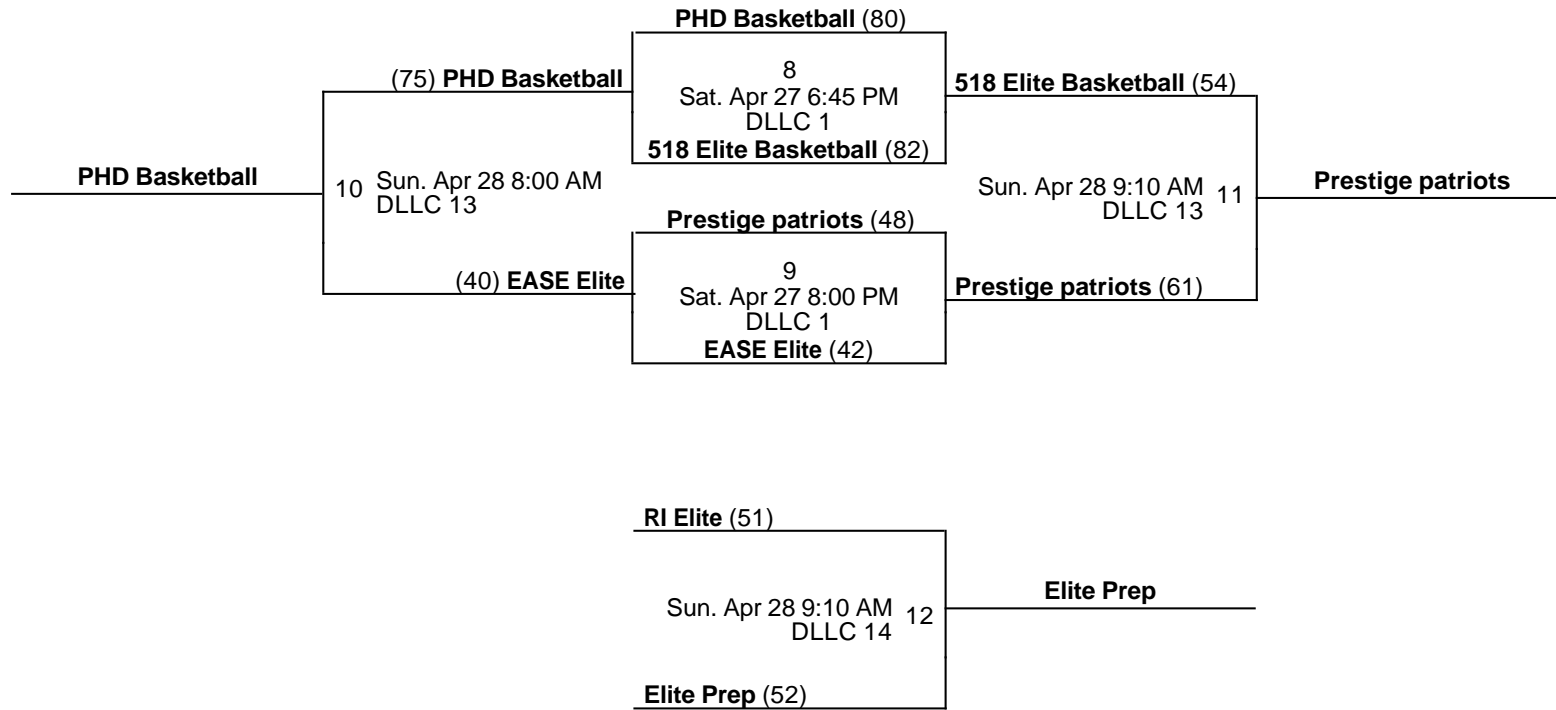 PHD Basketball (80)
(75) PHD Basketball
8
Sat. Apr 27 6:45 PM
DLLC 1
518 Elite Basketball (54)
518 Elite Basketball (82)
PHD Basketball
10 Sun. Apr 28 8:00 AM
DLLC 13
Sun. Apr 28 9:10 AM 11
DLLC 13
Prestige patriots
Prestige patriots (48)
(40) EASE Elite
9
Sat. Apr 27 8:00 PM
DLLC 1
Prestige patriots (61)
EASE Elite (42)
RI Elite (51)
Sun. Apr 28 9:10 AM 12
DLLC 14
Elite Prep
Elite Prep (52)